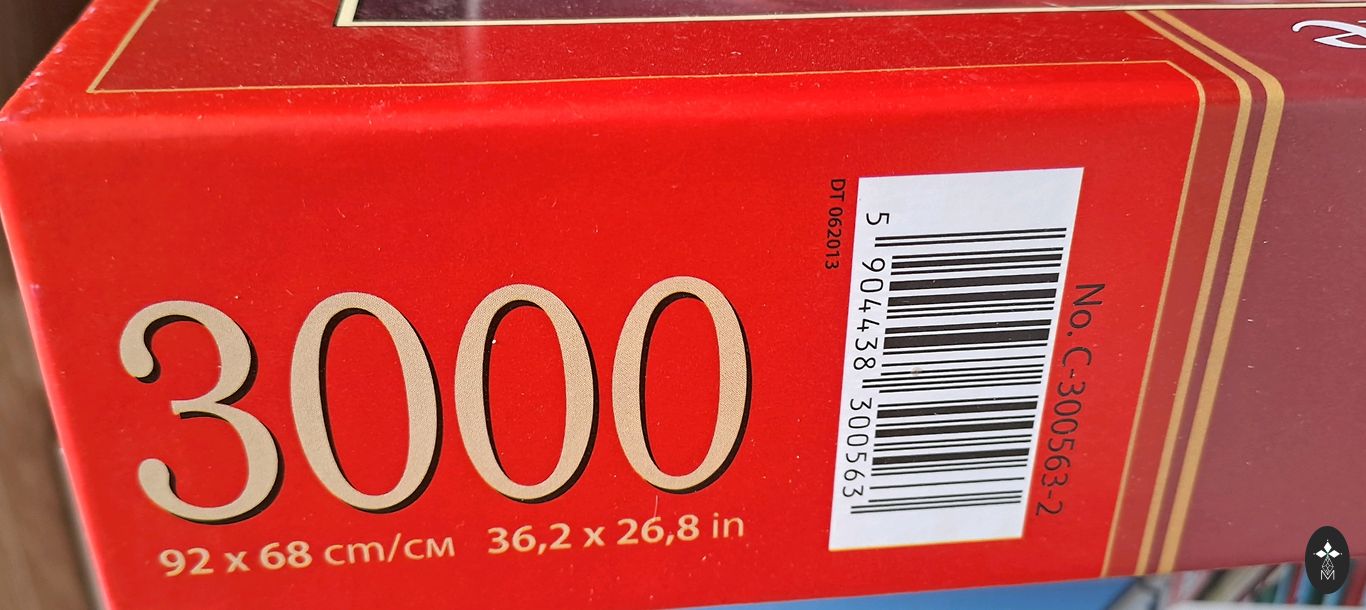 3000
92 x 68 cm/см 36,2 x 26,8 in
DT 062013
5 904438 300563
No. C-300563-2